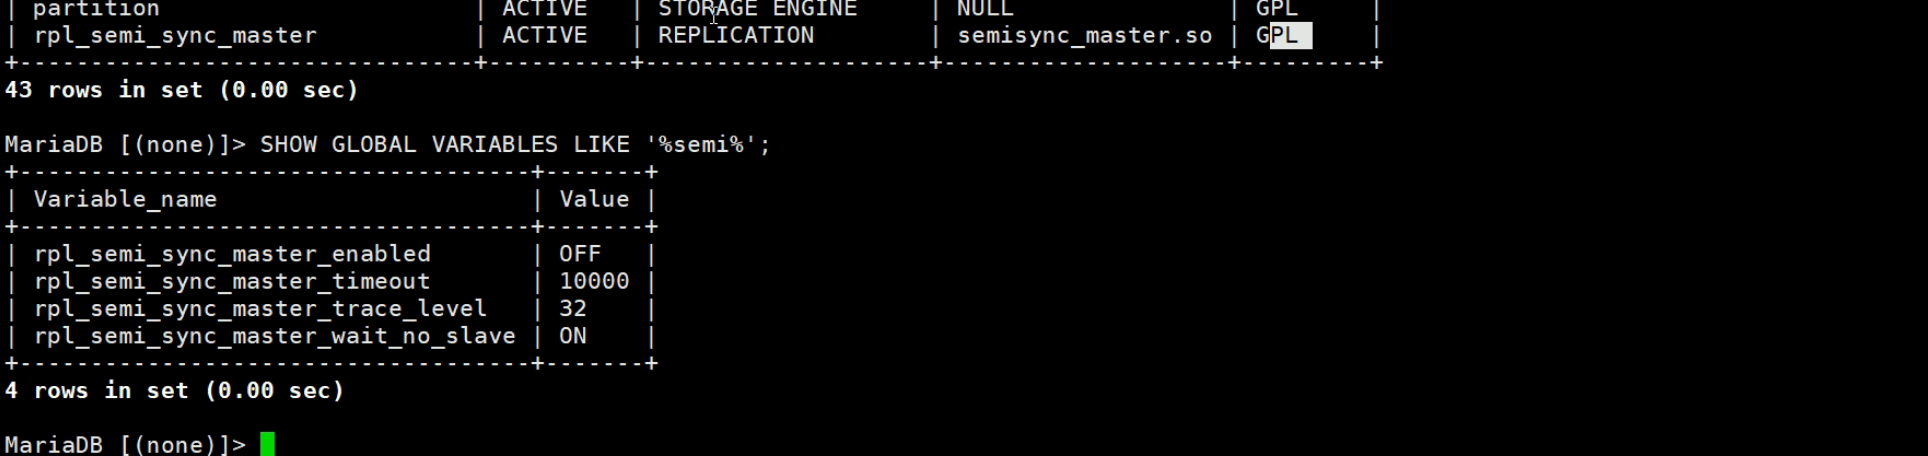 | partition                      | ACTIVE   | STORAGE ENGINE     | NULL               | GPL     |
| rpl_semi_sync_master           | ACTIVE   | REPLICATION        | semisync_master.so | GPL     |
+--------------------------------+----------+--------------------+--------------------+---------+
43 rows in set (0.00 sec)

MariaDB [(none)]> SHOW GLOBAL VARIABLES LIKE '%semi%';
+------------------------------------+-------+
| Variable_name                      | Value |
+------------------------------------+-------+
| rpl_semi_sync_master_enabled       | OFF   |
| rpl_semi_sync_master_timeout       | 10000 |
| rpl_semi_sync_master_trace_level   | 32    |
| rpl_semi_sync_master_wait_no_slave | ON    |
+------------------------------------+-------+
4 rows in set (0.00 sec)

MariaDB [(none)]>